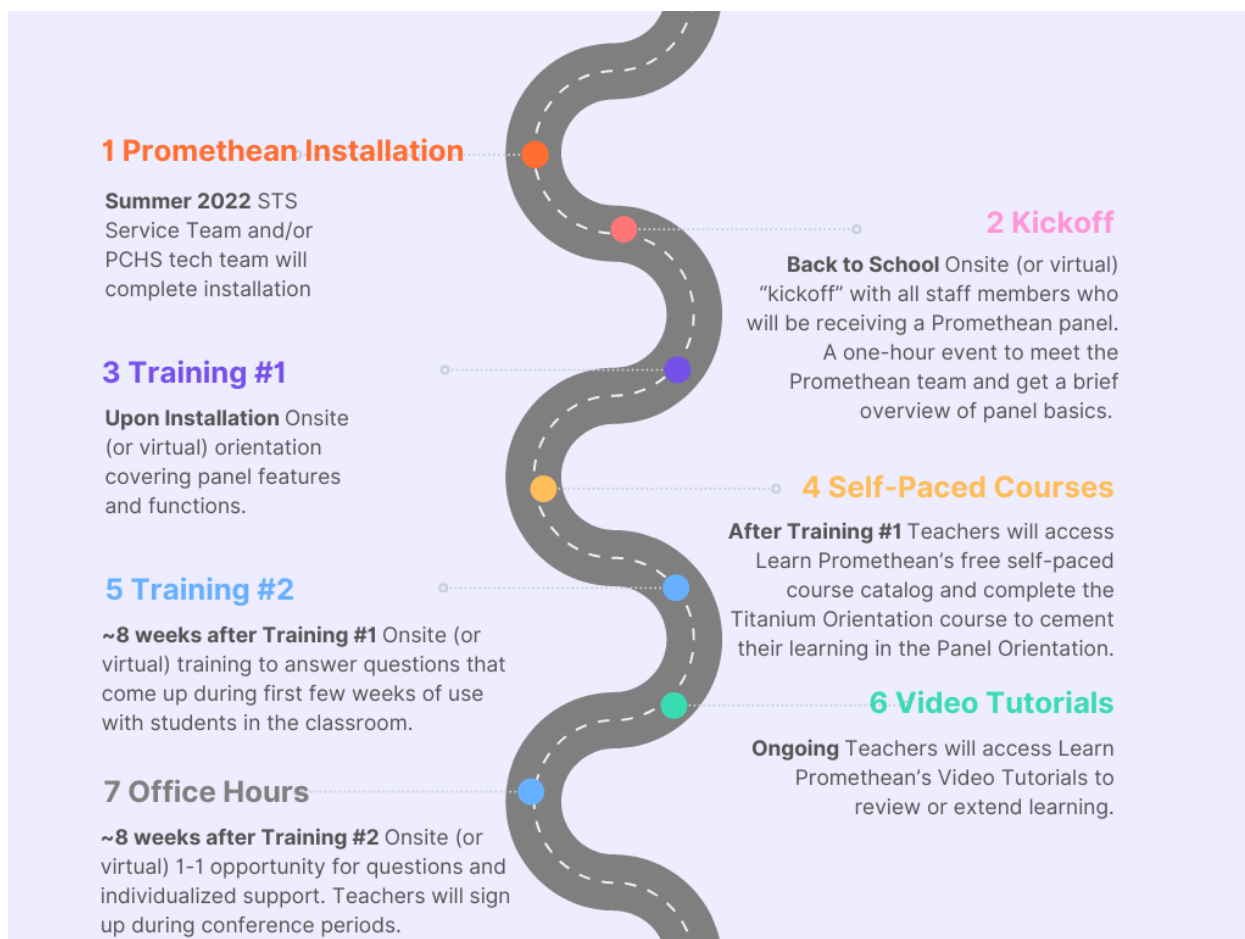 1 Promethean Installation
Summer 2022 STS
Service Team and/or
PCHS tech team will
complete installation
2 Kickoff
Back to School Onsite (or virtual)
“kickoff” with all staff members who
will be receiving a Promethean panel.
A one-hour event to meet the
Promethean team and get a brief
overview of panel basics.
3 Training #1
Upon Installation Onsite
(or virtual) orientation
covering panel features
and functions.
4 Self-Paced Courses
After Training #1 Teachers will access
Learn Promethean’s free self-paced
course catalog and complete the
Titanium Orientation course to cement
their learning in the Panel Orientation.
5 Training #2
~8 weeks after Training #1 Onsite (or
virtual) training to answer questions that
come up during first few weeks of use
with students in the classroom.
6 Video Tutorials
Ongoing Teachers will access Learn
Promethean’s Video Tutorials to
review or extend learning.
7 Office Hours
~8 weeks after Training #2 Onsite (or
virtual) 1-1 opportunity for questions and
individualized support. Teachers will sign
up during conference periods.